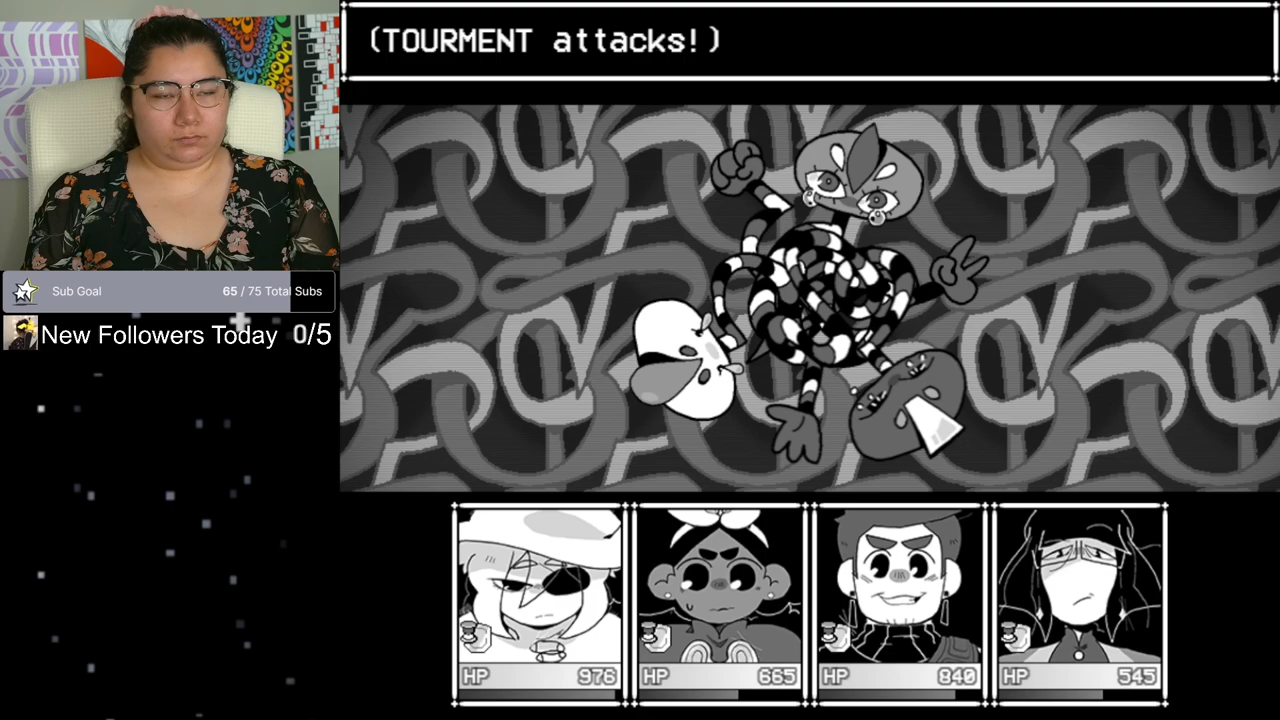 (TOURMENT attacks!)
Sub Goal 65 / 75 Total Subs
New Followers Today 0/5
HP 976 HP 665 HP 840 HP 545